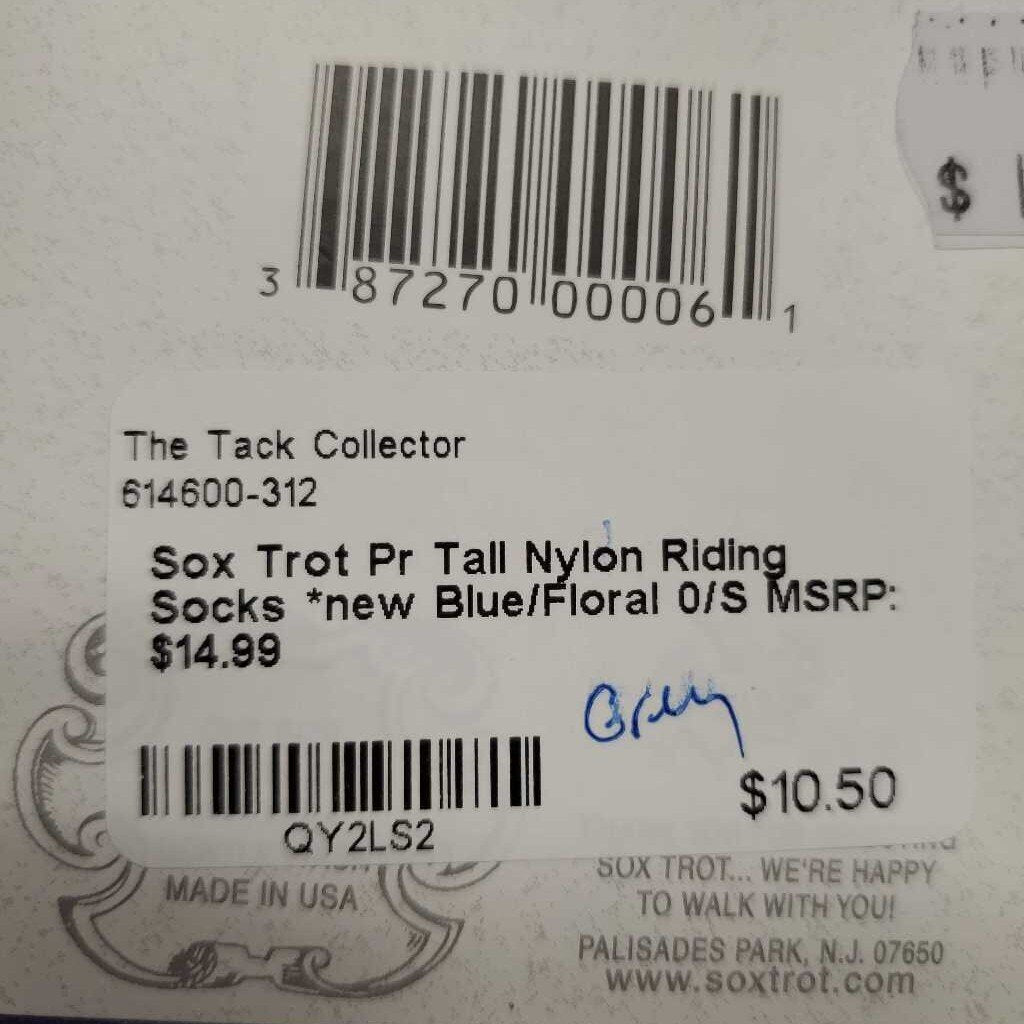 $
3 87270 00006 1
The Tack Collector
614600-312
Sox Trot Pr Tall Nylon Riding
Socks *new Blue/Floral O/S MSRP:
$14.99
$10.50
QY2LS2
MADE IN USA
SOX TROT... WE'RE HAPPY
TO WALK WITH YOU!
PALISADES PARK, N.J. 07650
www.soxtrot.com